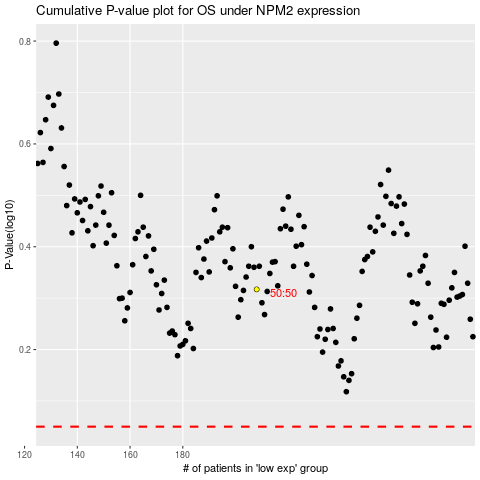 Cumulative P-value plot for OS under NPM2 expression
P-Value(log10)
0.8
0.6
0.4
0.2
50:50
120 140 160 180
# of patients in 'low exp' group